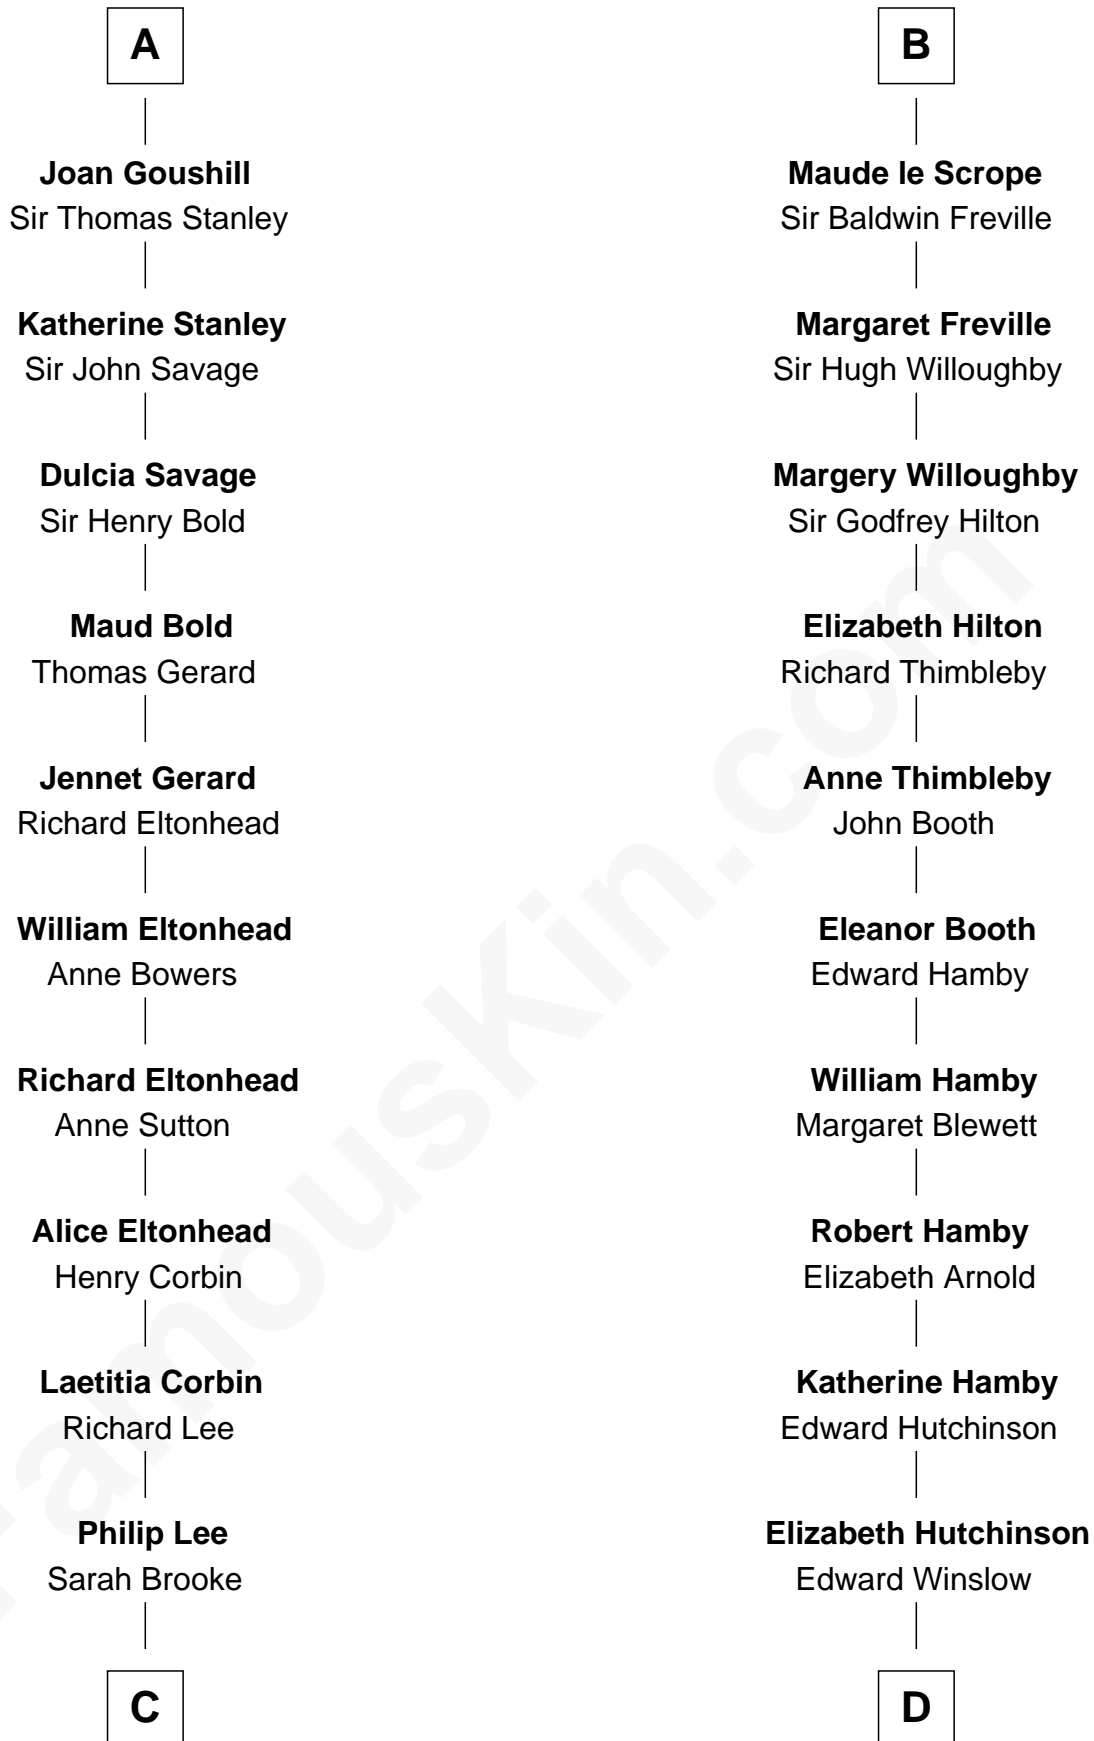 A
Joan Goushill
Sir Thomas Stanley
Katherine Stanley
Sir John Savage
Dulcia Savage
Sir Henry Bold
Maud Bold
Thomas Gerard
Jennet Gerard
Richard Eltonhead
William Eltonhead
Anne Bowers
Richard Eltonhead
Anne Sutton
Alice Eltonhead
Henry Corbin
Laetitia Corbin
Richard Lee
Philip Lee
Sarah Brooke
C
B
Maude le Scrope
Sir Baldwin Freville
Margaret Freville
Sir Hugh Willoughby
Margery Willoughby
Sir Godfrey Hilton
Elizabeth Hilton
Richard Thimbleby
Anne Thimbleby
John Booth
Eleanor Booth
Edward Hamby
William Hamby
Margaret Blewett
Robert Hamby
Elizabeth Arnold
Katherine Hamby
Edward Hutchinson
Elizabeth Hutchinson
Edward Winslow
D
FamousKin.com